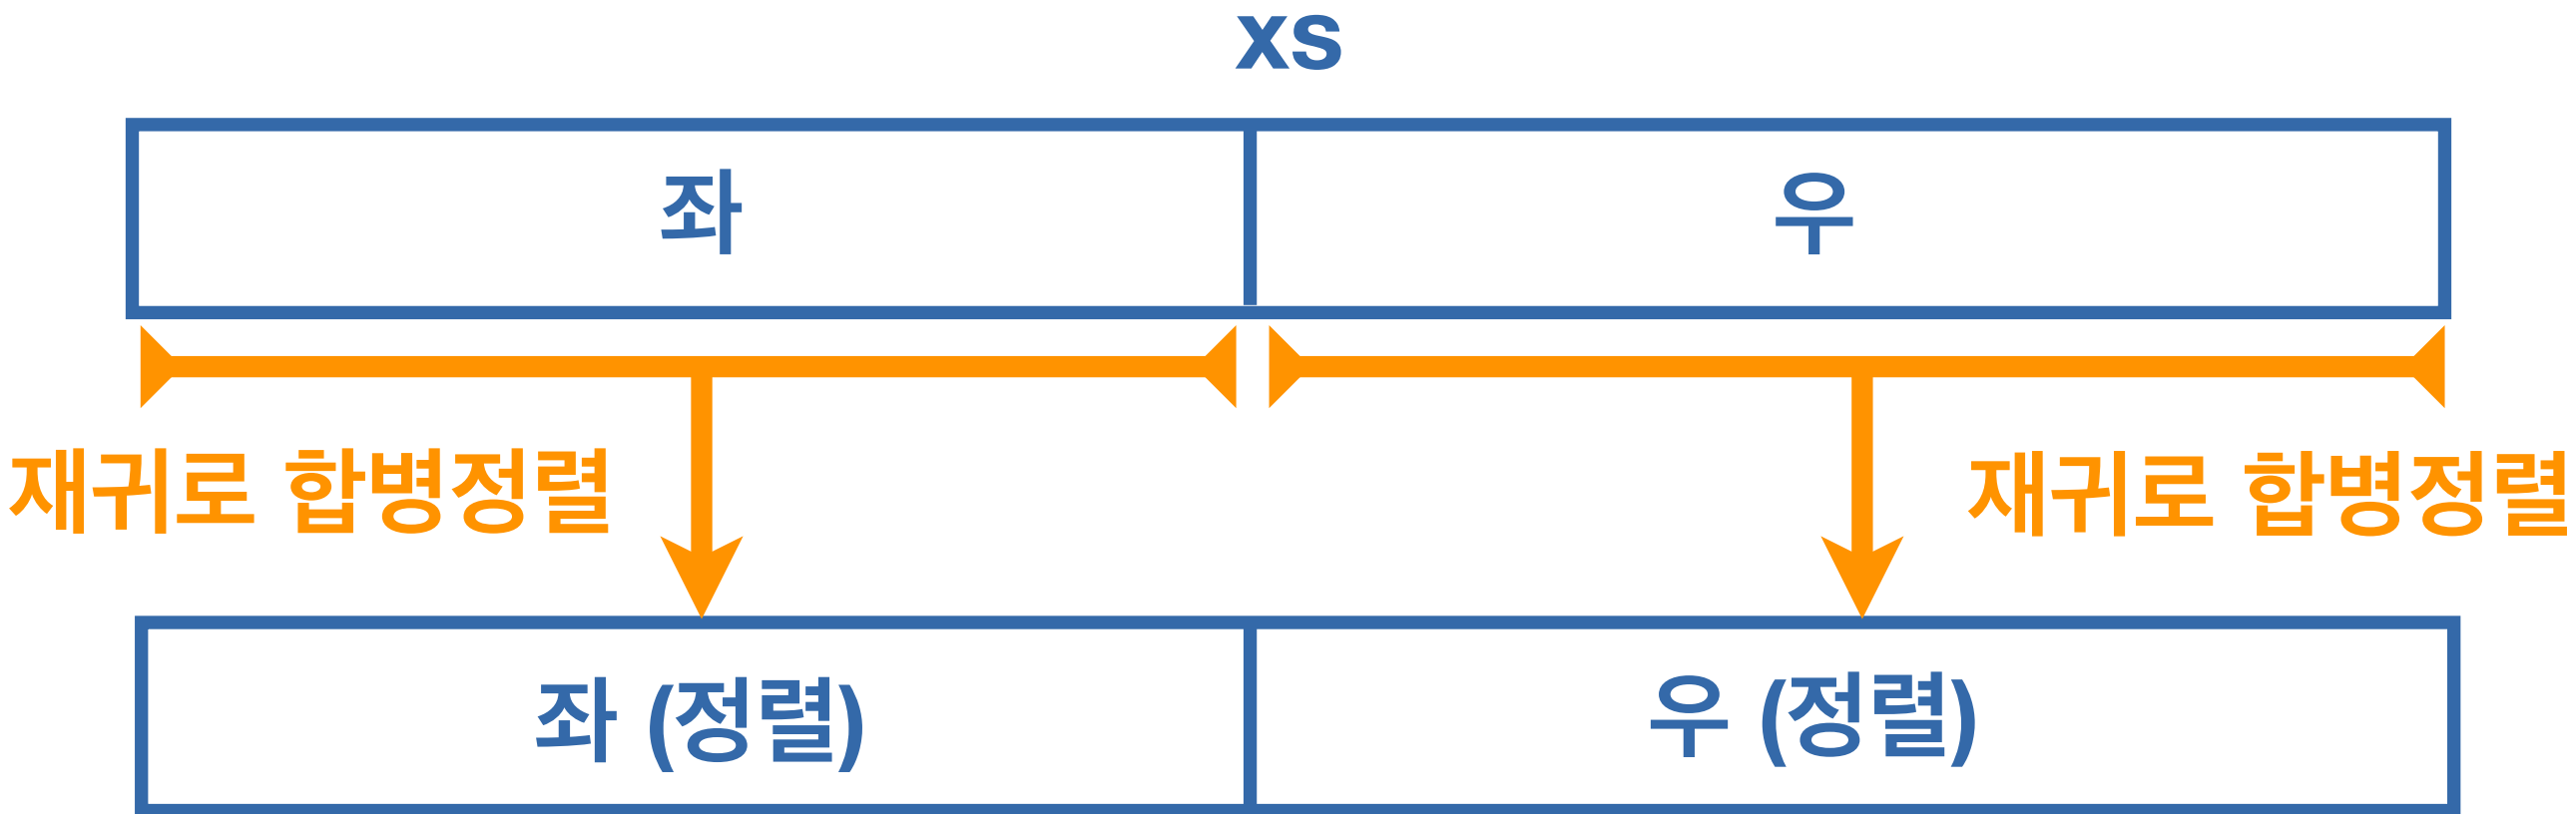 xs
좌
우
재귀로 합병정렬
재귀로 합병정렬
좌 (정렬)
우 (정렬)